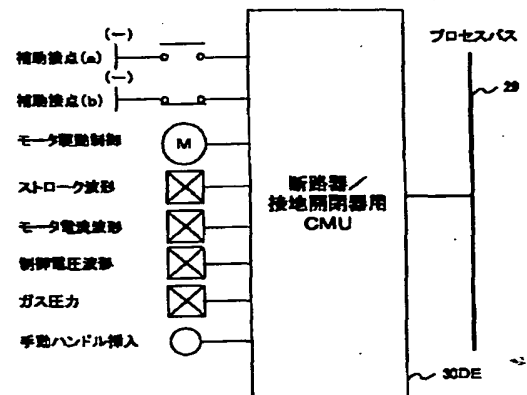 (ー)
補助接点(a)
(ー)
補助接点(b)
モータ駆動制御
M
ストローク波形
モータ電流波形
制御電圧波形
ガス圧力
手動ハンドル挿入
断路器/
接地開閉器用
CMU
プロセスバス
29
30DE